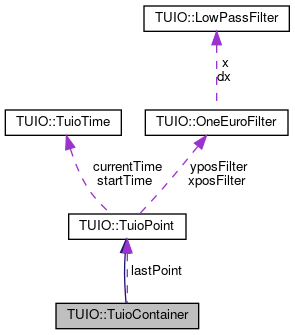 TUIO::LowPassFilter
x
dx
TUIO::TuioTime
TUIO::OneEuroFilter
currentTime
startTime
yposFilter
xposFilter
TUIO::TuioPoint
lastPoint
TUIO::TuioContainer